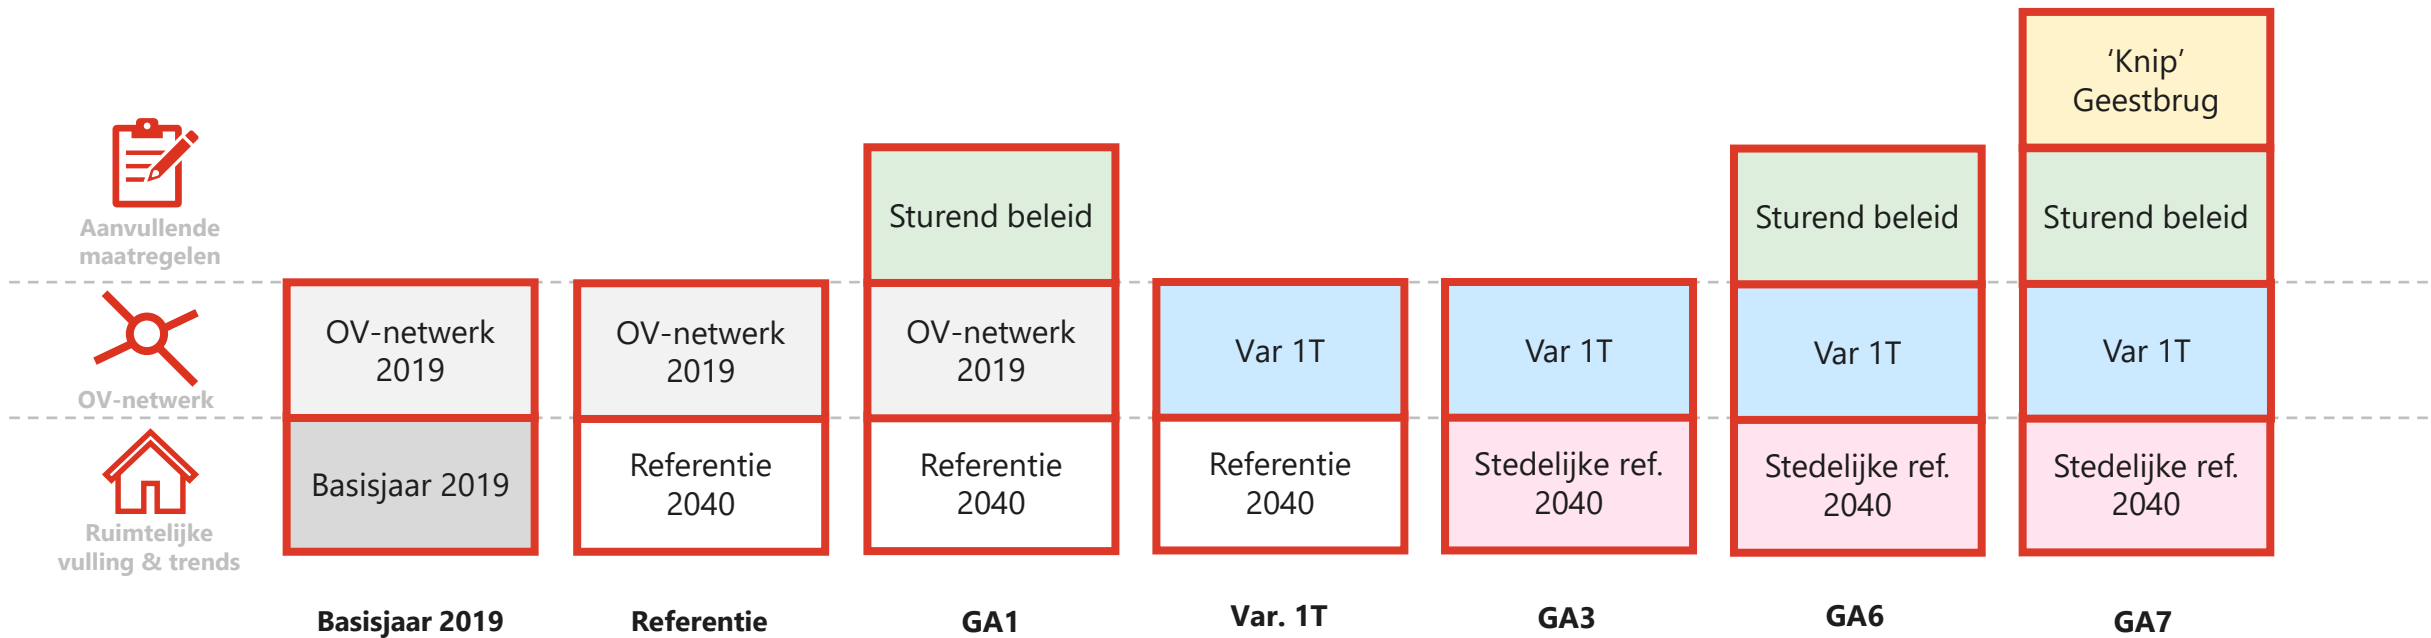 'Knip'
Geestbrug
Aanvullende
maatregelen
Sturend beleid
Sturend beleid
Sturend beleid
OV-netwerk
OV-netwerk
2019
OV-netwerk
2019
OV-netwerk
2019
Var 1T
Var 1T
Var 1T
Var 1T
Ruimtelijke
vulling & trends
Basisjaar 2019
Referentie
2040
Referentie
2040
Referentie
2040
Stedelijke ref.
2040
Stedelijke ref.
2040
Stedelijke ref.
2040
Basisjaar 2019
Referentie
GA1
Var. 1T
GA3
GA6
GA7